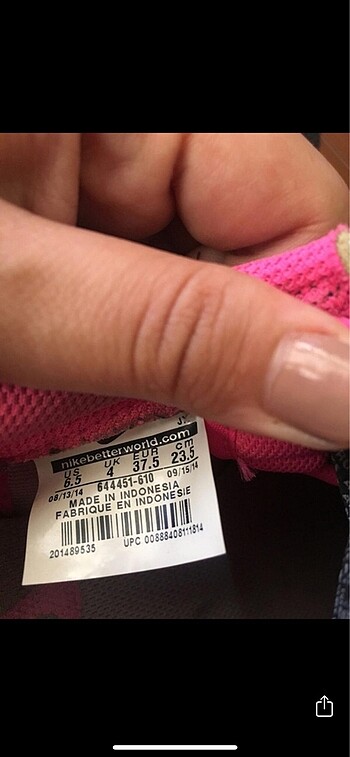 nikebetterworld.com
US UK EUR CM
6.5 4 37.5 23.5
08/13/14 644451-610 09/15/14
MADE IN INDONESIA
FABRIQUE EN INDONESIE
201489535 UPC 00888408111814